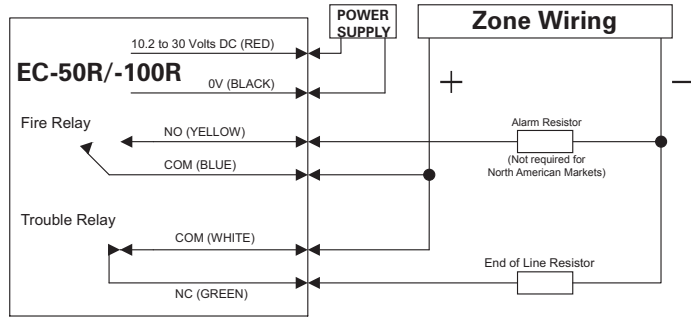 POWER
SUPPLY
Zone Wiring
10.2 to 30 Volts DC (RED)
EC-50R/-100R
0V (BLACK)
+
−
Fire Relay
NO (YELLOW)
Alarm Resistor
(Not required for
North American Markets)
COM (BLUE)
Trouble Relay
COM (WHITE)
End of Line Resistor
NC (GREEN)